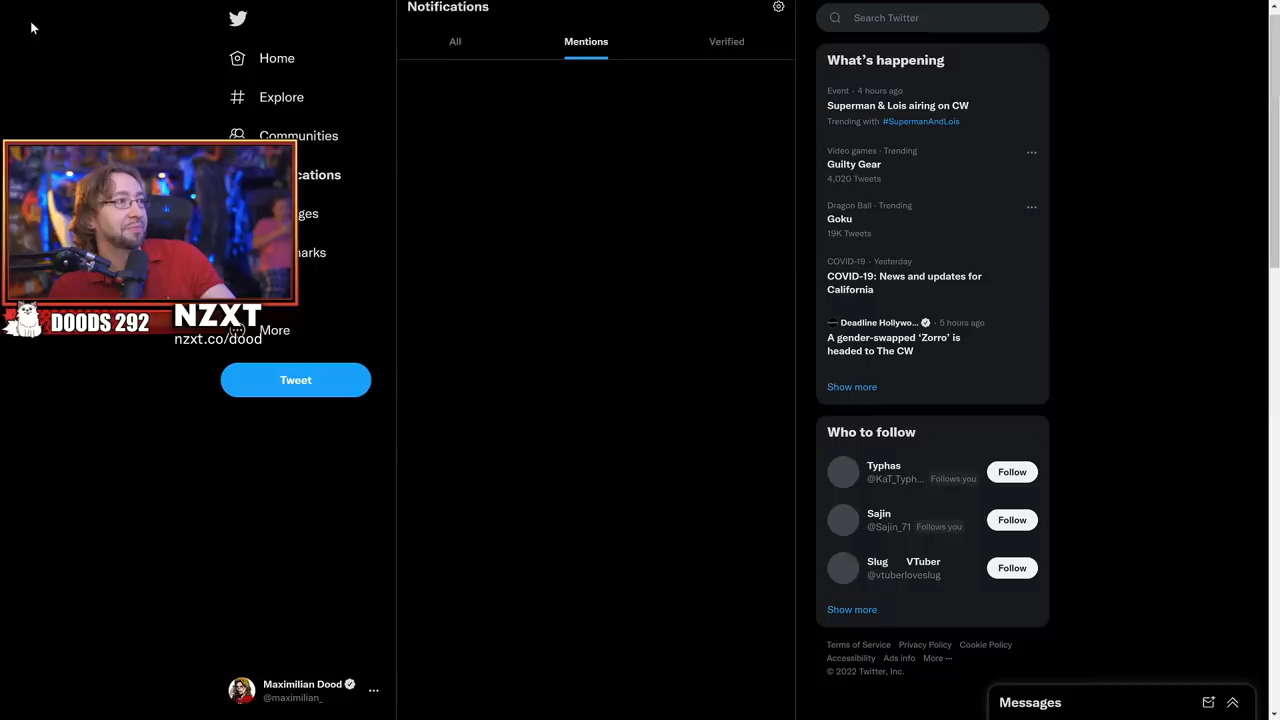 Home
Explore
Communities
cations
ges
arks
More
Tweet
DOODS 292
NZXT
nzxt.co/dood
Maximilian Dood
@maximilian_
Notifications
All
Mentions
Verified
Search Twitter
What's happening
Event · 4 hours ago
Superman & Lois airing on CW
Trending with #SupermanAndLois
Video games · Trending
Guilty Gear
4,020 Tweets
Dragon Ball · Trending
Goku
19K Tweets
COVID-19 · Yesterday
COVID-19: News and updates for
California
Deadline Hollywo... · 5 hours ago
A gender-swapped ‘Zorro’ is
headed to The CW
Show more
Who to follow
Typhas
@KaT_Typh... Follows you
Follow
Sajin
@Sajin_71 Follows you
Follow
Slug VTuber
@vtuberloveslug
Follow
Show more
Terms of Service Privacy Policy Cookie Policy
Accessibility Ads info More ···
© 2022 Twitter, Inc.
Messages